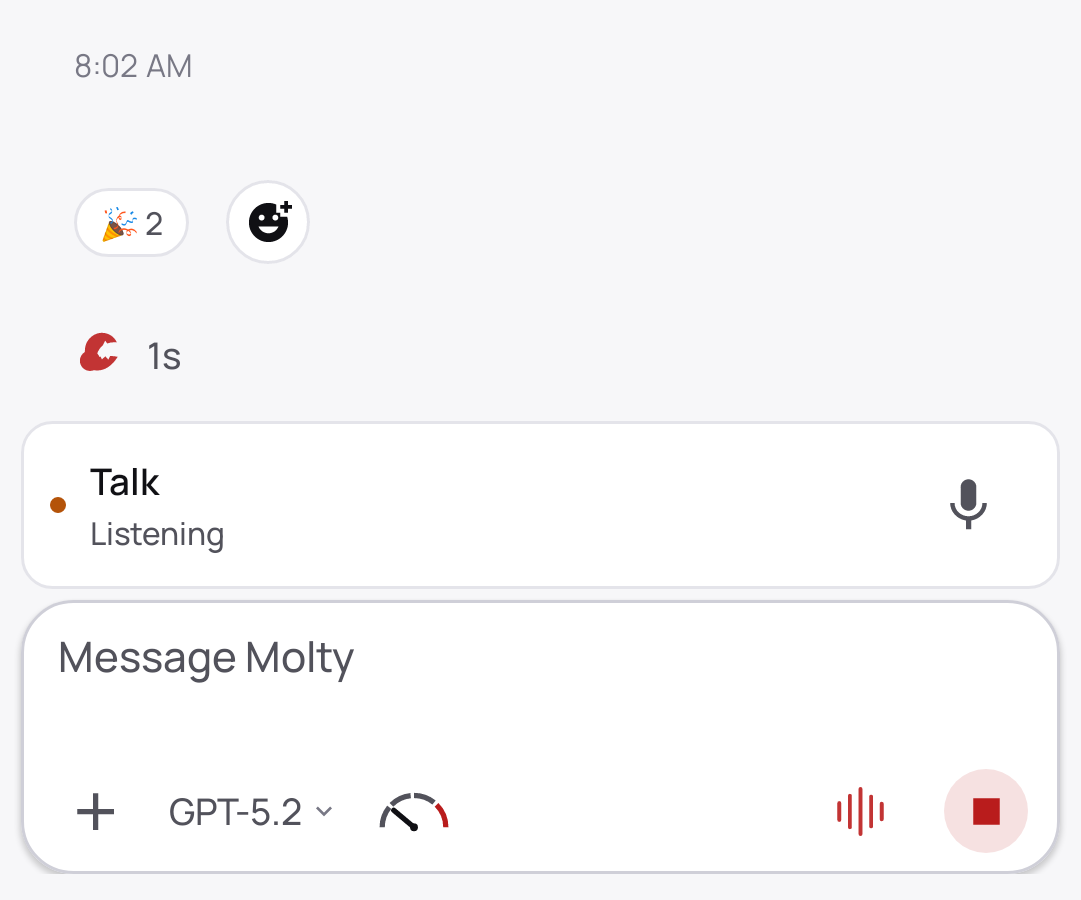 8:02 AM
🎉 2
1s
Talk
Listening
Message Molty
GPT-5.2